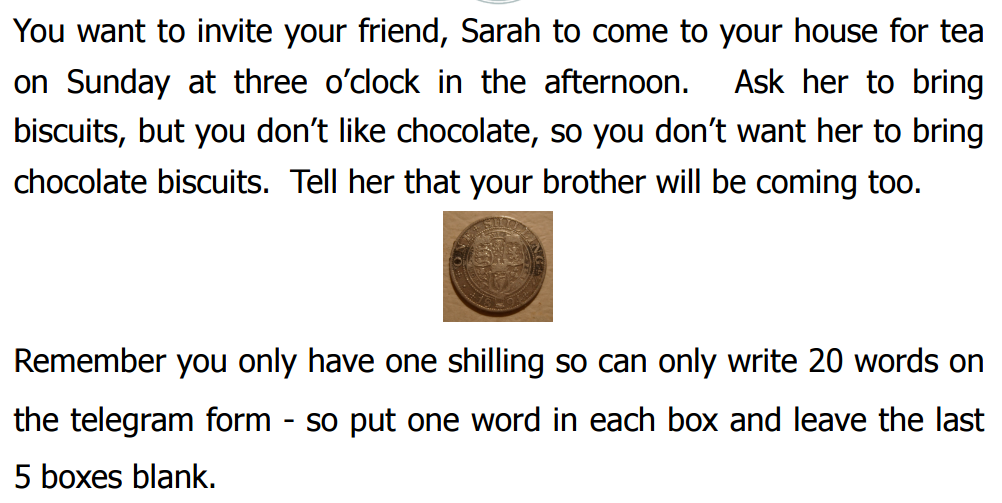 You want to invite your friend, Sarah to come to your house for tea
on Sunday at three o’clock in the afternoon. Ask her to bring
biscuits, but you don’t like chocolate, so you don’t want her to bring
chocolate biscuits. Tell her that your brother will be coming too.
ONE SHILLING
Remember you only have one shilling so can only write 20 words on
the telegram form - so put one word in each box and leave the last
5 boxes blank.